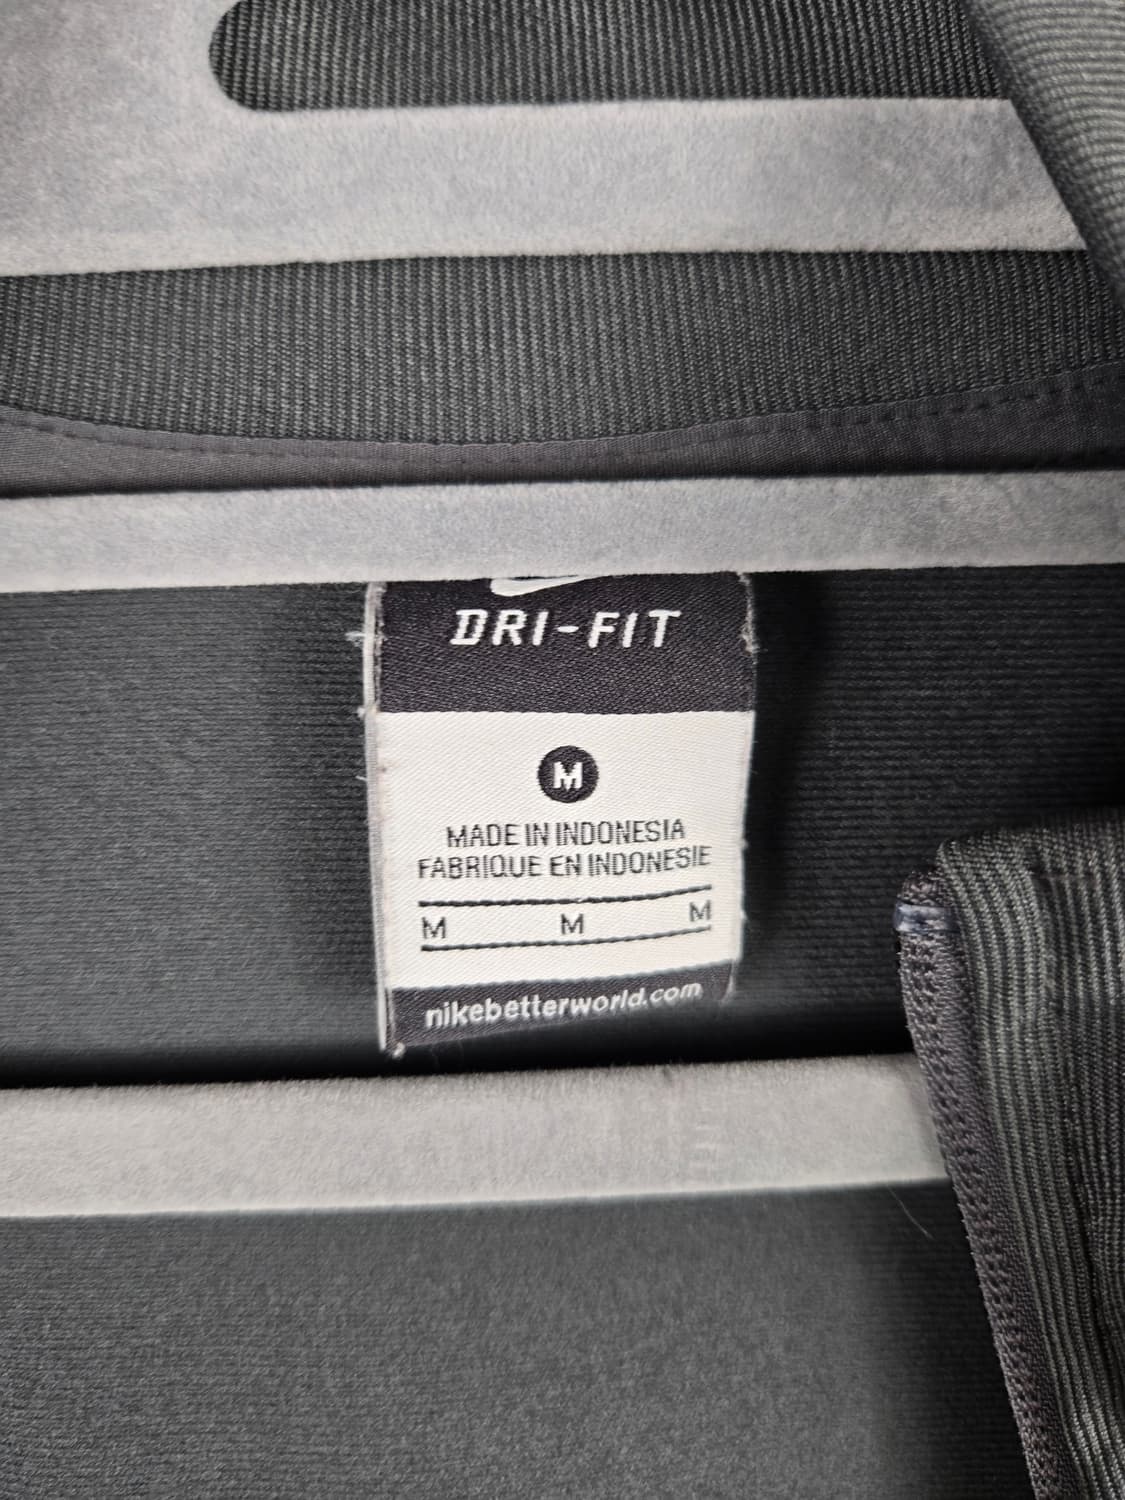 DRI-FIT
M
MADE IN INDONESIA
FABRIQUE EN INDONESIE
M M M
nikebetterworld.com